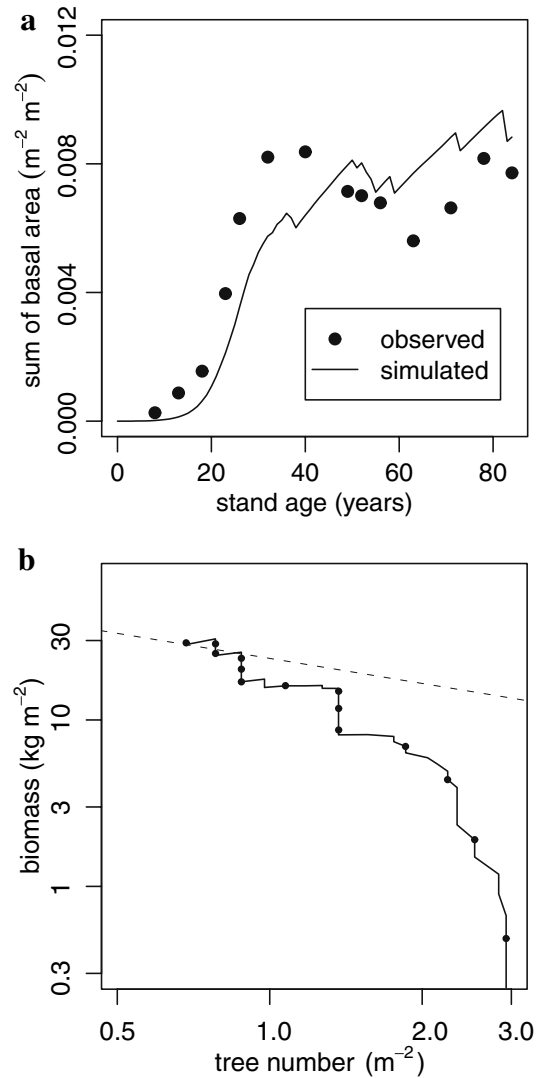 a
sum of basal area (m⁻² m⁻²)
0.012
0.008
0.004
0.000
observed
simulated
0 20 40 60 80
stand age (years)
b
biomass (kg m⁻²)
30
10
3
1
0.3
0.5 1.0 2.0 3.0
tree number (m⁻²)